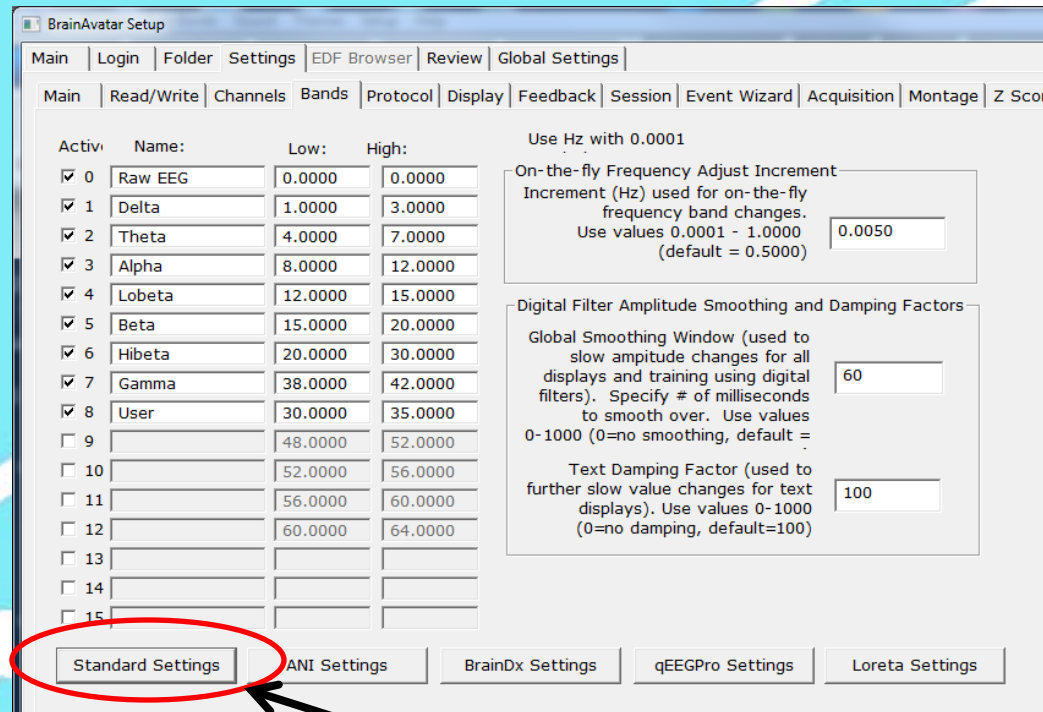 BrainAvatar Setup
Main Login Folder Settings EDF Browser Review Global Settings
Main Read/Write Channels Bands Protocol Display Feedback Session Event Wizard Acquisition Montage Z Sco
Activ Name: Low: High:
0 Raw EEG 0.0000 0.0000
1 Delta 1.0000 3.0000
2 Theta 4.0000 7.0000
3 Alpha 8.0000 12.0000
4 Lobeta 12.0000 15.0000
5 Beta 15.0000 20.0000
6 Hibeta 20.0000 30.0000
7 Gamma 38.0000 42.0000
8 User 30.0000 35.0000
9 48.0000 52.0000
10 52.0000 56.0000
11 56.0000 60.0000
12 60.0000 64.0000
13
14
15
Use Hz with 0.0001
On-the-fly Frequency Adjust Increment
Increment (Hz) used for on-the-fly
frequency band changes.
Use values 0.0001 - 1.0000
(default = 0.5000)
0.0050
Digital Filter Amplitude Smoothing and Damping Factors
Global Smoothing Window (used to
slow ampitude changes for all
displays and training using digital
filters). Specify # of milliseconds
to smooth over. Use values
0-1000 (0=no smoothing, default =
60
Text Damping Factor (used to
further slow value changes for text
displays). Use values 0-1000
(0=no damping, default=100)
100
Standard Settings ANI Settings BrainDx Settings qEEGPro Settings Loreta Settings